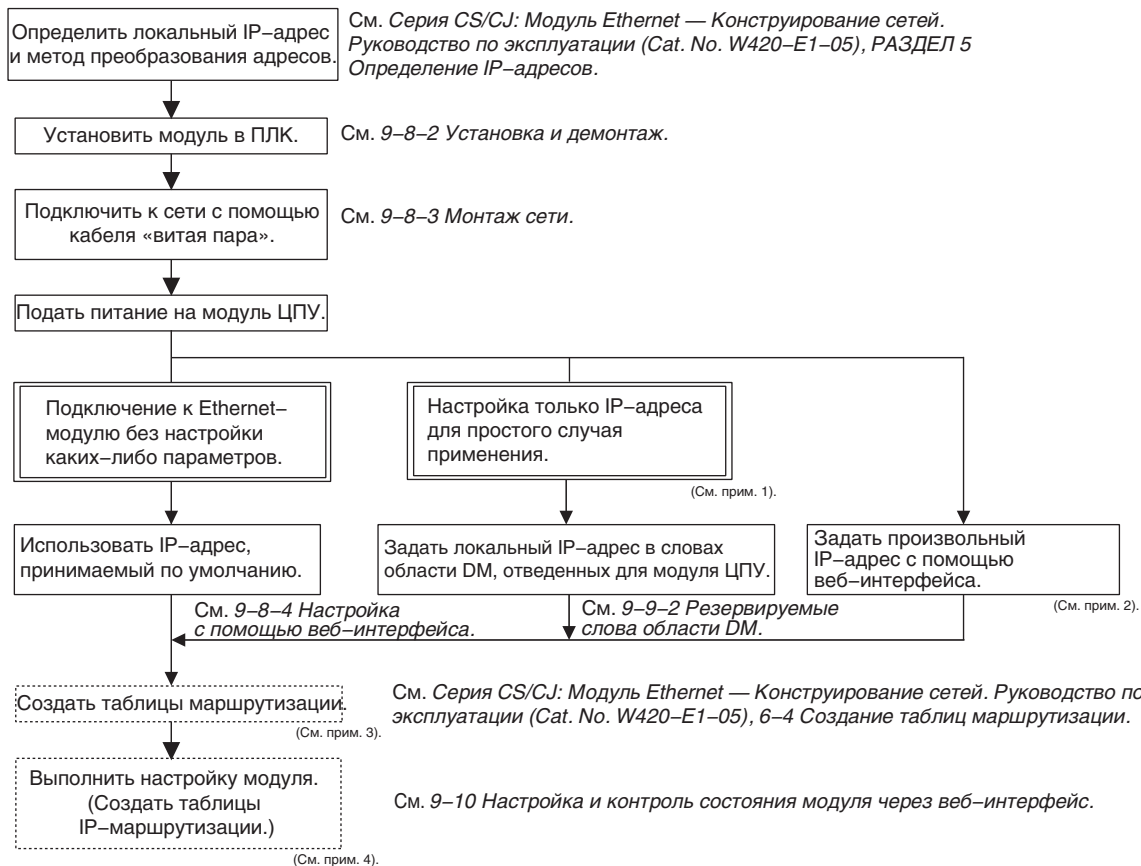 Определить локальный IP–адрес
и метод преобразования адресов.
См. Серия CS/CJ: Модуль Ethernet — Конструирование сетей.
Руководство по эксплуатации (Cat. No. W420–E1–05), РАЗДЕЛ 5
Определение IP–адресов.
Установить модуль в ПЛК.
См. 9–8–2 Установка и демонтаж.
Подключить к сети с помощью
кабеля «витая пара».
См. 9–8–3 Монтаж сети.
Подать питание на модуль ЦПУ.
Подключение к Ethernet–
модулю без настройки
каких–либо параметров.
Настройка только IP–адреса
для простого случая
применения.
(См. прим. 1).
Использовать IP–адрес,
принимаемый по умолчанию.
Задать локальный IP–адрес в словах
области DM, отведенных для модуля ЦПУ.
Задать произвольный
IP–адрес с помощью
веб–интерфейса.
(См. прим. 2).
См. 9–8–4 Настройка
с помощью веб–интерфейса.
См. 9–9–2 Резервируемые
слова области DM.
Создать таблицы маршрутизации.
(См. прим. 3).
См. Серия CS/CJ: Модуль Ethernet — Конструирование сетей. Руководство по
эксплуатации (Cat. No. W420–E1–05), 6–4 Создание таблиц маршрутизации.
Выполнить настройку модуля.
(Создать таблицы
IP–маршрутизации.)
(См. прим. 4).
См. 9–10 Настройка и контроль состояния модуля через веб–интерфейс.